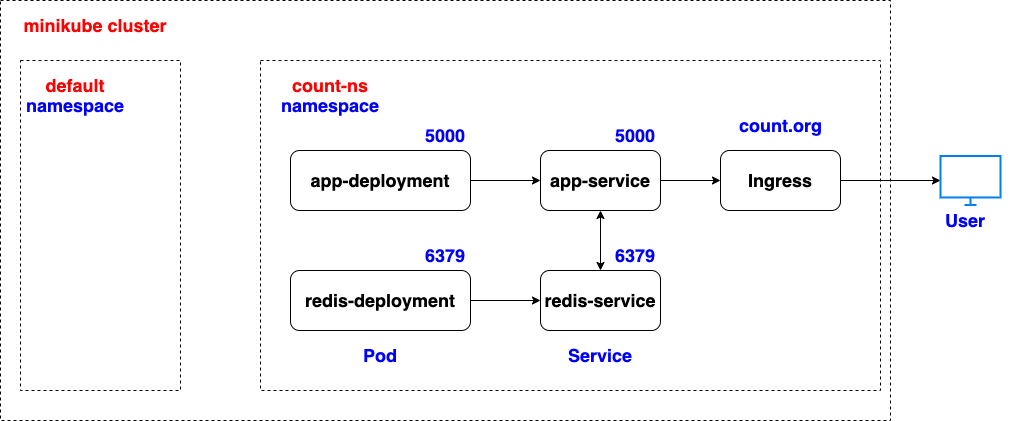 minikube cluster
default
namespace
count-ns
namespace
5000
5000
count.org
app-deployment
app-service
Ingress
User
6379
6379
redis-deployment
redis-service
Pod
Service